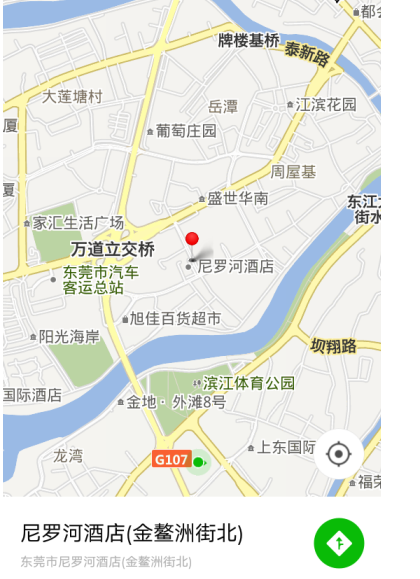 都会
牌楼基桥
泰新路
大莲塘村
岳潭
江滨花园
厦
葡萄庄园
周屋基
厦
盛世华南
东江大
街水
家汇生活广场
万道立交桥
尼罗河酒店
东莞市汽车
客运总站
旭佳百货超市
阳光海岸
坝翔路
滨江体育公园
国际酒店
金地·外滩8号
上东国际
龙湾
G107
福荣
尼罗河酒店(金鳌洲街北)
东莞市尼罗河酒店(金鳌洲街北)